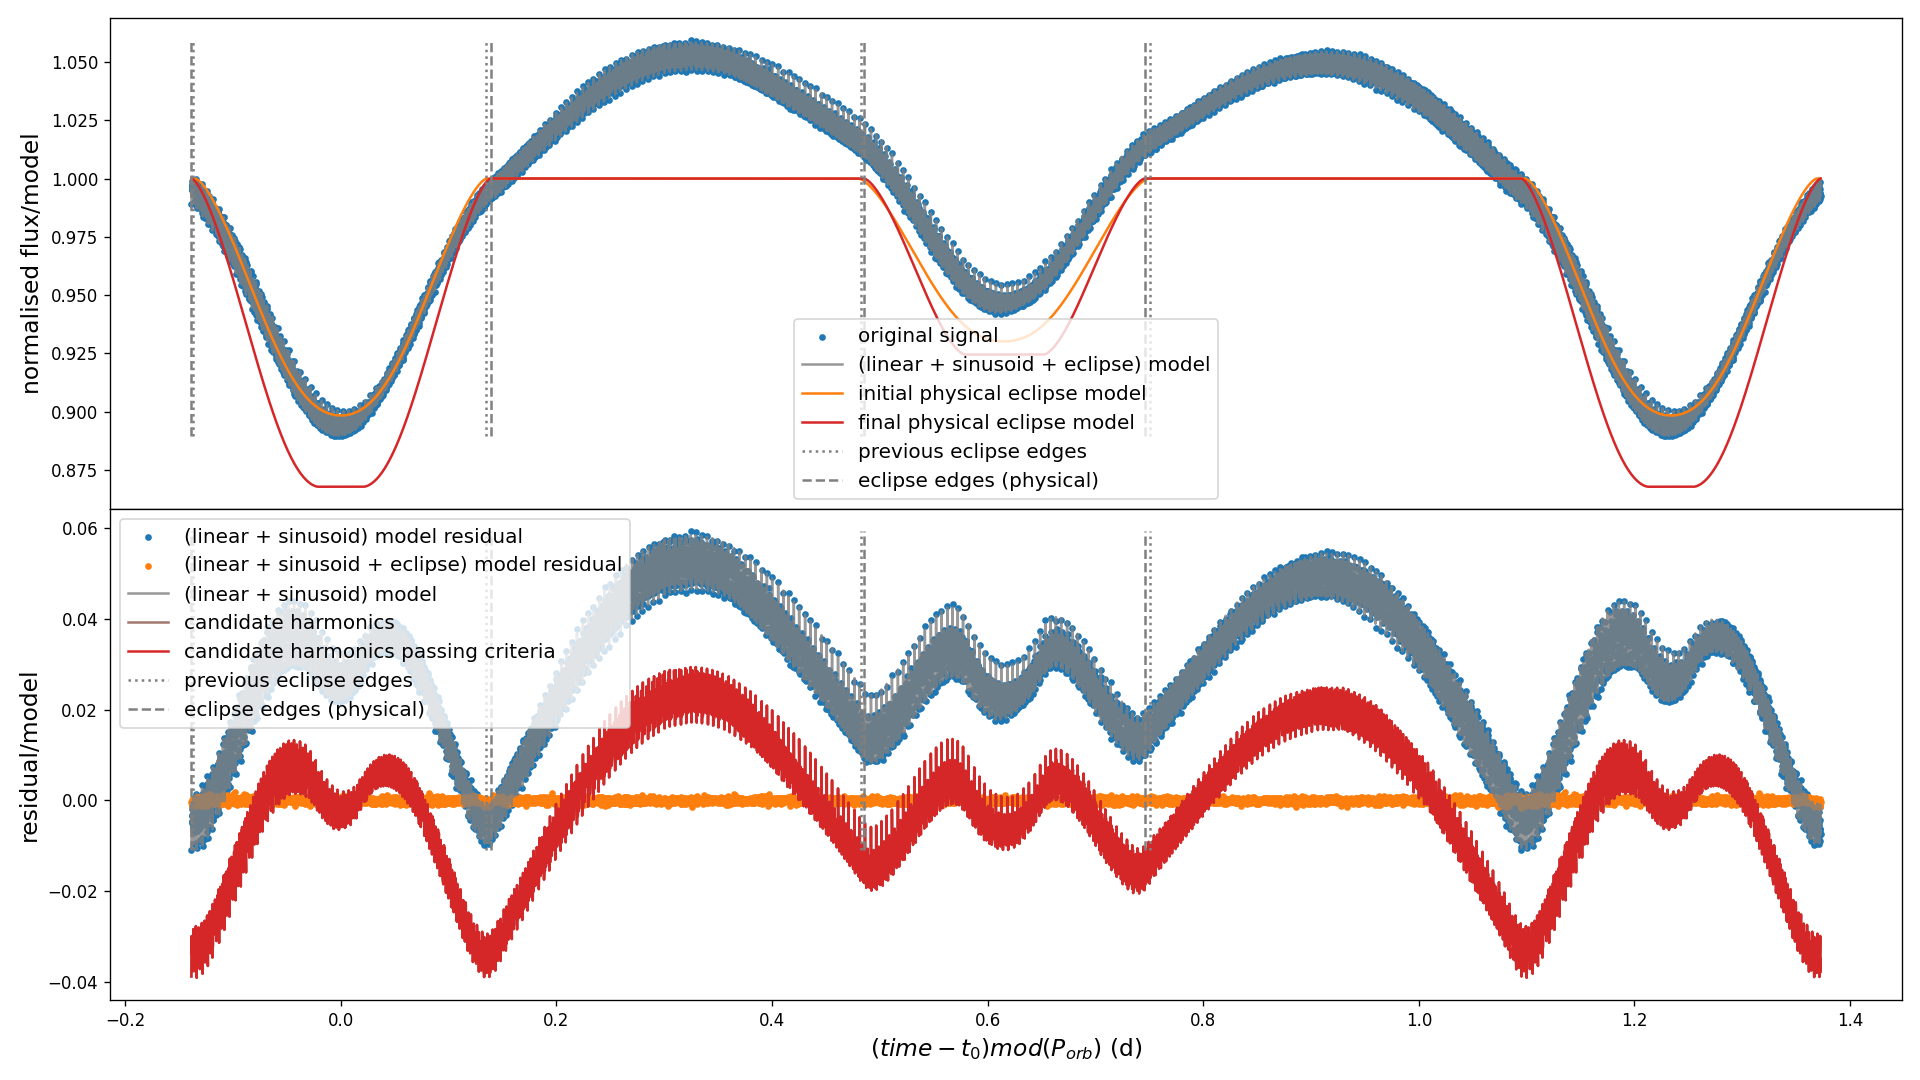 normalised flux/model
1.050
1.025
1.000
0.975
0.950
0.925
0.900
0.875
original signal
(linear + sinusoid + eclipse) model
initial physical eclipse model
final physical eclipse model
previous eclipse edges
eclipse edges (physical)
residual/model
0.06
0.04
0.02
0.00
−0.02
−0.04
(linear + sinusoid) model residual
(linear + sinusoid + eclipse) model residual
(linear + sinusoid) model
candidate harmonics
candidate harmonics passing criteria
previous eclipse edges
eclipse edges (physical)
−0.2 0.0 0.2 0.4 0.6 0.8 1.0 1.2 1.4
(time − t₀)mod(Pₒᵣb) (d)